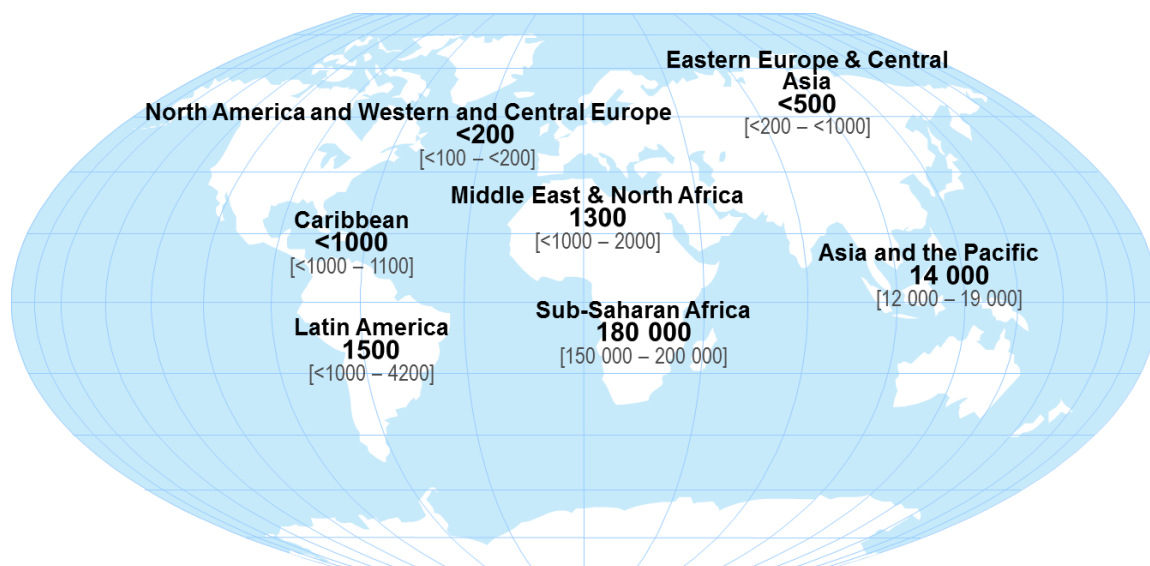 Eastern Europe & Central
Asia
<500
[<200 – <1000]
North America and Western and Central Europe
<200
[<100 – <200]
Middle East & North Africa
1300
[<1000 – 2000]
Caribbean
<1000
[<1000 – 1100]
Asia and the Pacific
14 000
[12 000 – 19 000]
Sub-Saharan Africa
180 000
[150 000 – 200 000]
Latin America
1500
[<1000 – 4200]